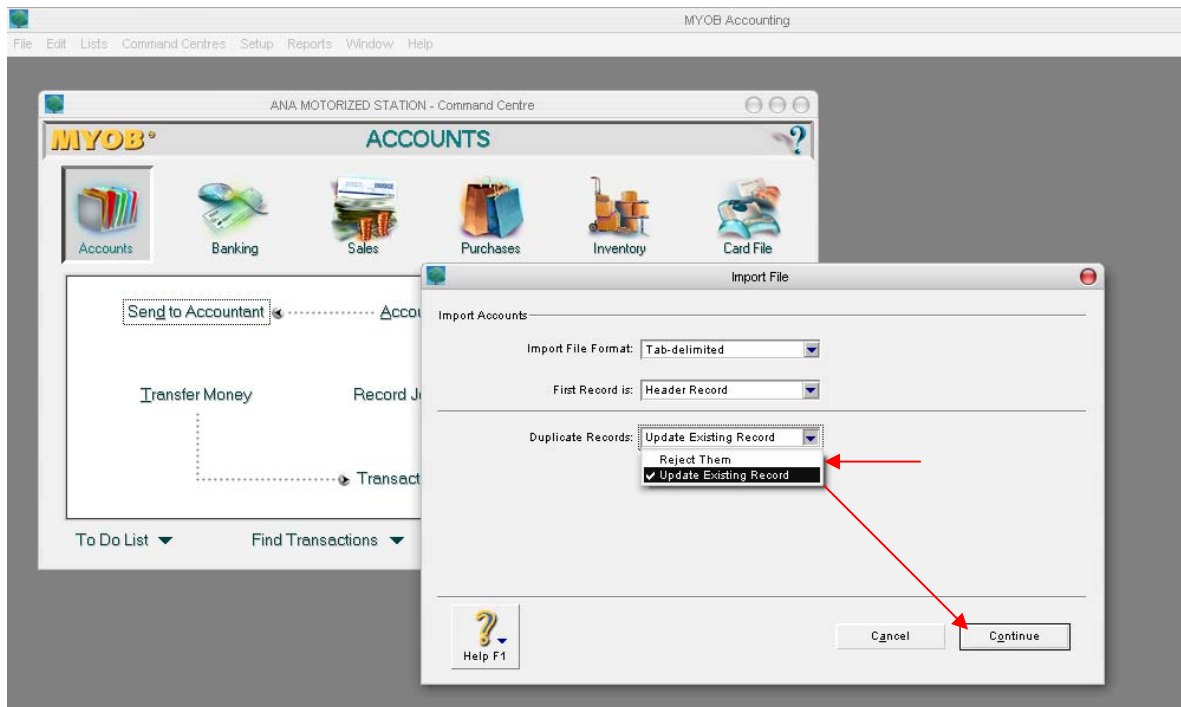 MYOB Accounting
File Edit Lists Command Centres Setup Reports Window Help
ANA MOTORIZED STATION - Command Centre
MYOB® ACCOUNTS ?
Accounts Banking Sales Purchases Inventory Card File
Import File
Send to Accountant Accou
Import Accounts
Import File Format: Tab-delimited
First Record is: Header Record
Transfer Money Record J
Duplicate Records: Update Existing Record
Reject Them
✓ Update Existing Record
Transact
To Do List Find Transactions
Help F1
Cancel Continue